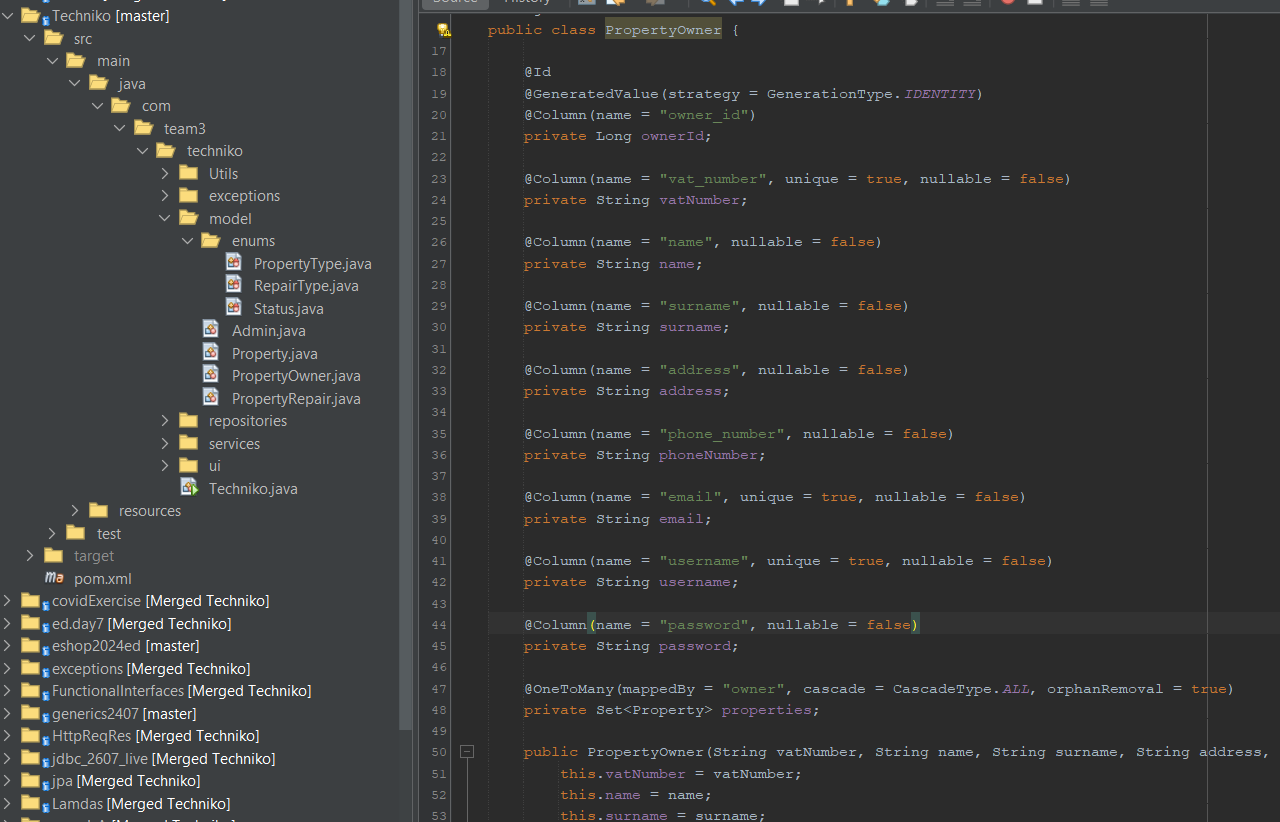 Techniko [master]
src
main
java
com
team3
techniko
Utils
exceptions
model
enums
PropertyType.java
RepairType.java
Status.java
Admin.java
Property.java
PropertyOwner.java
PropertyRepair.java
repositories
services
ui
Techniko.java
resources
test
target
pom.xml
covidExercise [Merged Techniko]
ed.day7 [Merged Techniko]
eshop2024ed [master]
exceptions [Merged Techniko]
FunctionalInterfaces [Merged Techniko]
generics2407 [master]
HttpReqRes [Merged Techniko]
jdbc_2607_live [Merged Techniko]
jpa [Merged Techniko]
Lamdas [Merged Techniko]
Source History
public class PropertyOwner {
17
18 @Id
19 @GeneratedValue(strategy = GenerationType.IDENTITY)
20 @Column(name = "owner_id")
21 private Long ownerId;
22
23 @Column(name = "vat_number", unique = true, nullable = false)
24 private String vatNumber;
25
26 @Column(name = "name", nullable = false)
27 private String name;
28
29 @Column(name = "surname", nullable = false)
30 private String surname;
31
32 @Column(name = "address", nullable = false)
33 private String address;
34
35 @Column(name = "phone_number", nullable = false)
36 private String phoneNumber;
37
38 @Column(name = "email", unique = true, nullable = false)
39 private String email;
40
41 @Column(name = "username", unique = true, nullable = false)
42 private String username;
43
44 @Column(name = "password", nullable = false)
45 private String password;
46
47 @OneToMany(mappedBy = "owner", cascade = CascadeType.ALL, orphanRemoval = true)
48 private Set<Property> properties;
49
50 public PropertyOwner(String vatNumber, String name, String surname, String address,
51 this.vatNumber = vatNumber;
52 this.name = name;
53 this.surname = surname;